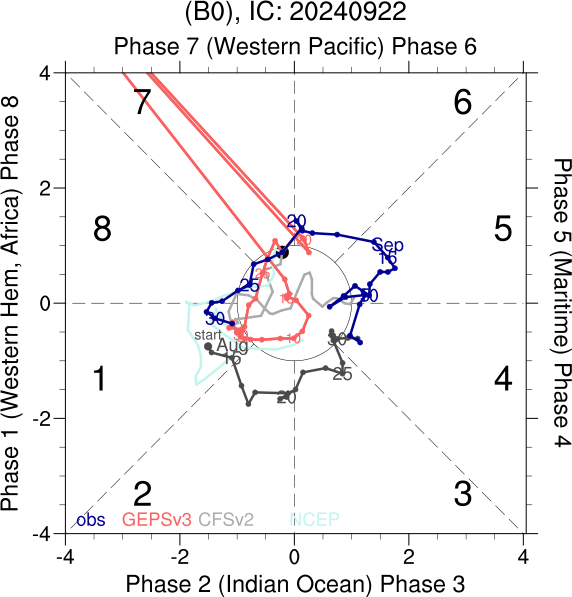 (B0), IC: 20240922
Phase 7 (Western Pacific) Phase 6
4
7
6
2
20
Sep
15
8
5
25
25
0
30
30
start
Aug
15
10
30
Phase 1 (Western Hem, Africa) Phase 8
Phase 5 (Maritime) Phase 4
1
4
25
20
-2
2
3
obs
GEPSv3
CFSv2
NCEP
-4
-4
-2
0
2
4
Phase 2 (Indian Ocean) Phase 3